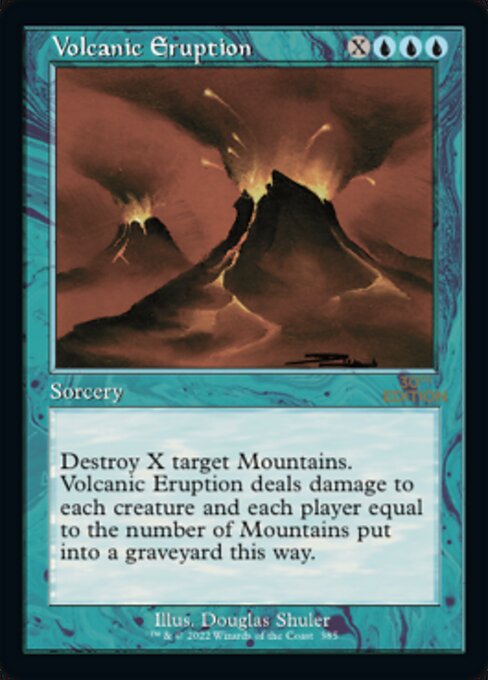 Volcanic Eruption X
30TH EDITION
Sorcery
Destroy X target Mountains.
Volcanic Eruption deals damage to
each creature and each player equal
to the number of Mountains put
into a graveyard this way.
Illus. Douglas Shuler
™ & © 2022 Wizards of the Coast 385